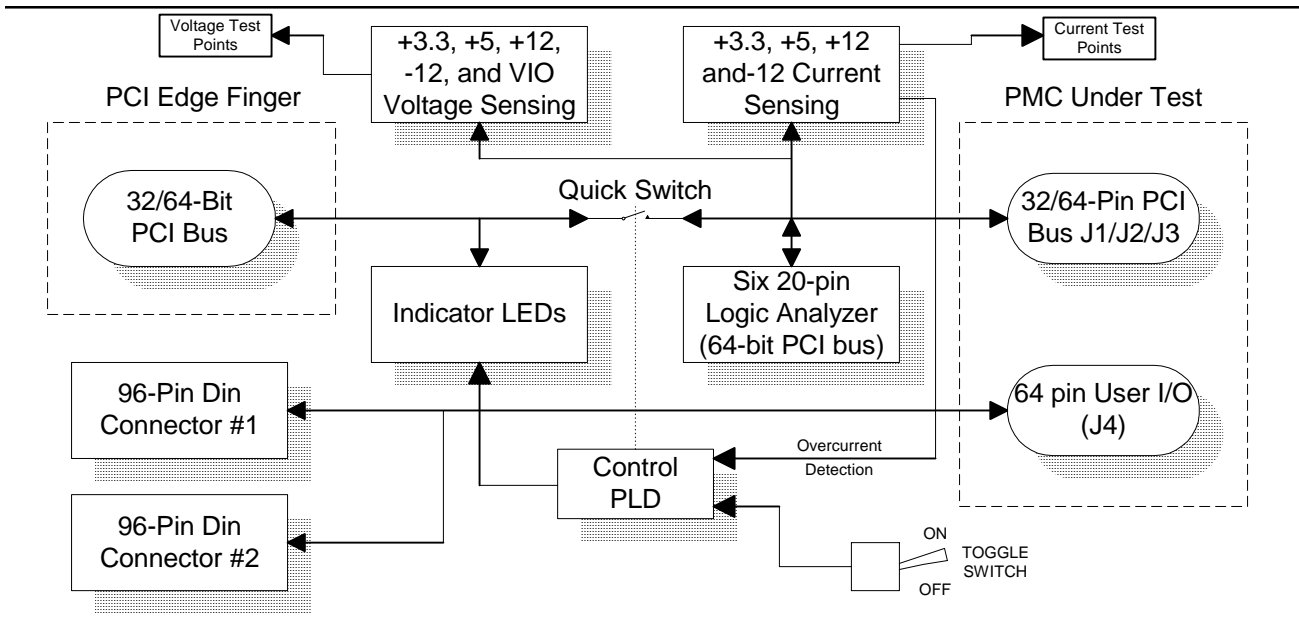 Voltage Test
Points
+3.3, +5, +12,
-12, and VIO
Voltage Sensing
+3.3, +5, +12
and-12 Current
Sensing
Current Test
Points
PCI Edge Finger
PMC Under Test
32/64-Bit
PCI Bus
Quick Switch
32/64-Pin PCI
Bus J1/J2/J3
Indicator LEDs
Six 20-pin
Logic Analyzer
(64-bit PCI bus)
96-Pin Din
Connector #1
64 pin User I/O
(J4)
Overcurrent
Detection
Control
PLD
96-Pin Din
Connector #2
ON
TOGGLE
SWITCH
OFF